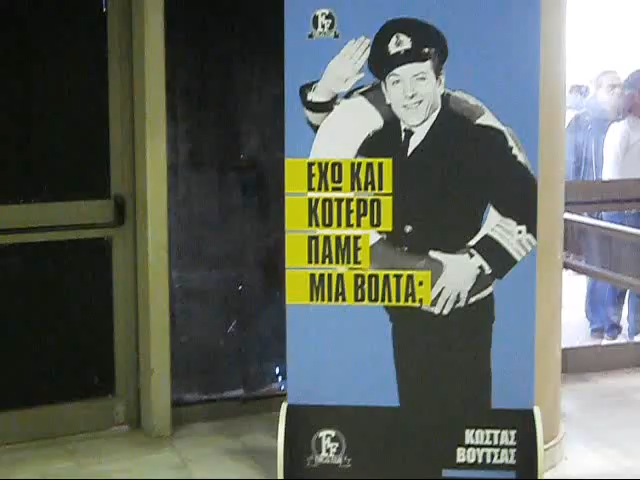 ΕΧΩ ΚΑΙ
ΚΟΤΕΡΟ
ΠΑΜΕ
ΜΙΑ ΒΟΛΤΑ;
ΚΩΣΤΑΣ
ΒΟΥΤΣΑΣ